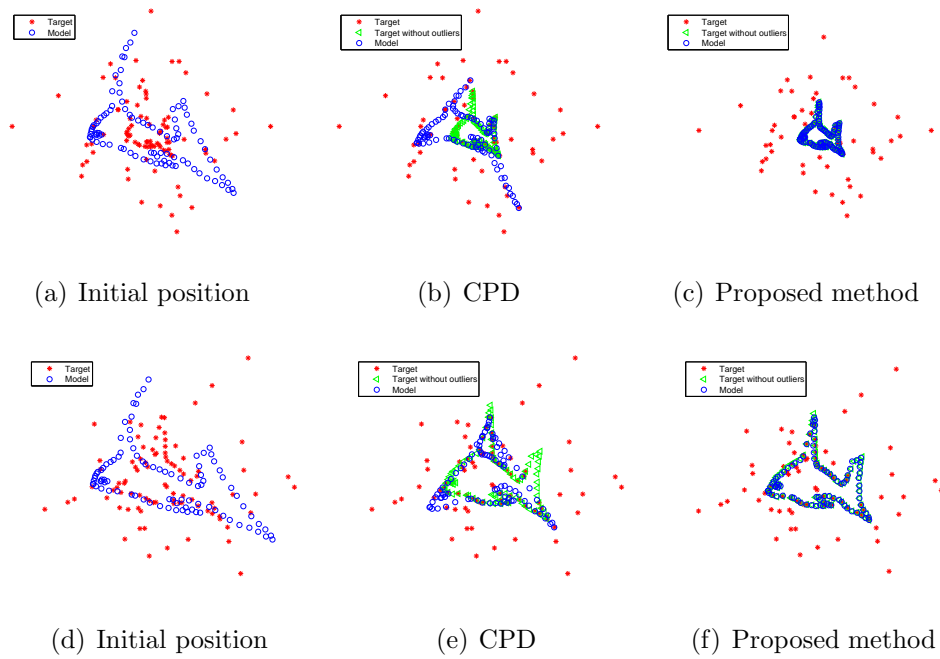 Target
Model
Target
Target without outliers
Model
Target
Target without outliers
Model
(a) Initial position
(b) CPD
(c) Proposed method
Target
Model
Target
Target without outliers
Model
Target
Target without outliers
Model
(d) Initial position
(e) CPD
(f) Proposed method